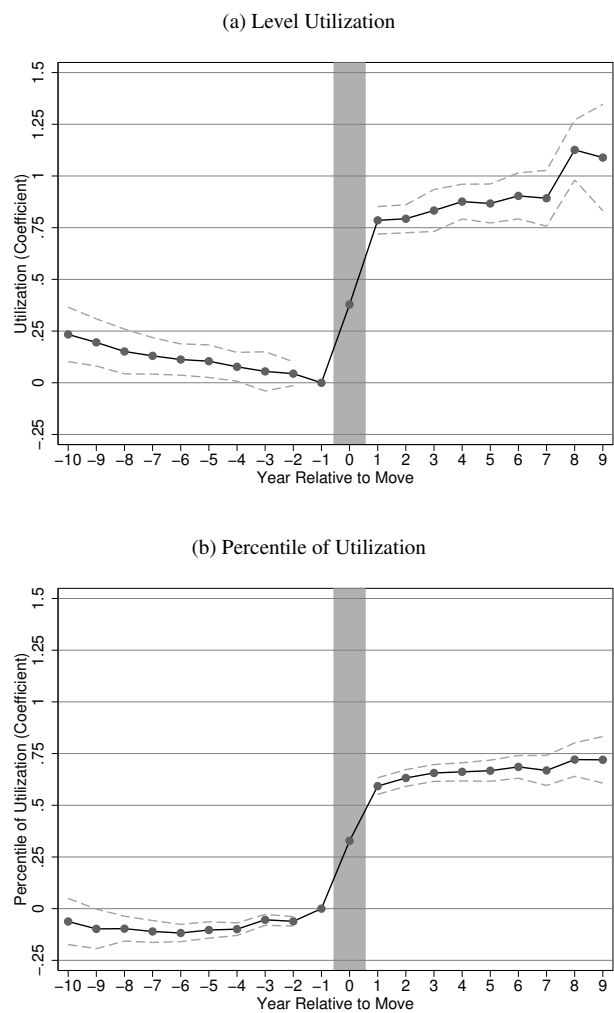 (a) Level Utilization
Utilization (Coefficient)
1.5
1.25
1
.75
.5
.25
0
-.25
−10 −9 −8 −7 −6 −5 −4 −3 −2 −1 0 1 2 3 4 5 6 7 8 9
Year Relative to Move
(b) Percentile of Utilization
Percentile of Utilization (Coefficient)
1.5
1.25
1
.75
.5
.25
0
-.25
−10 −9 −8 −7 −6 −5 −4 −3 −2 −1 0 1 2 3 4 5 6 7 8 9
Year Relative to Move